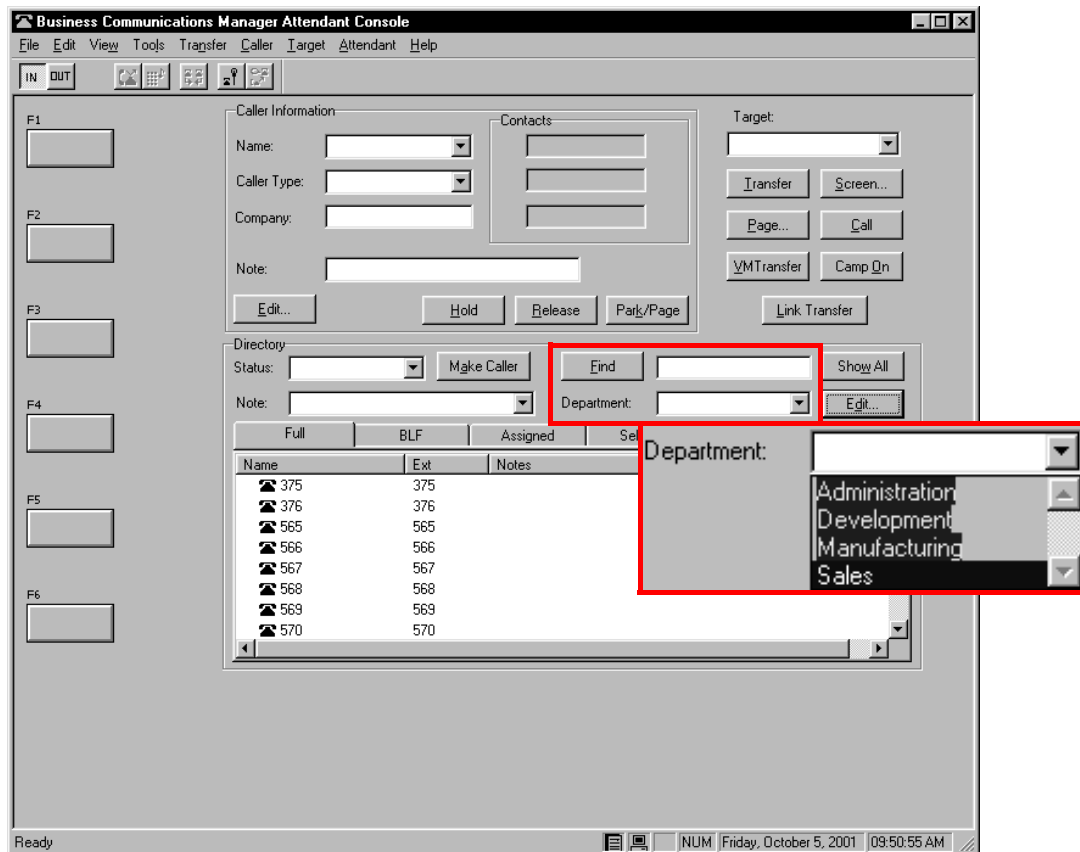 Business Communications Manager Attendant Console
File Edit View Tools Transfer Caller Target Attendant Help
IN OUT
F1
F2
F3
F4
F5
F6
Caller Information
Name:
Caller Type:
Company:
Note:
Contacts
Edit... Hold Release Park/Page
Target:
Transfer Screen...
Page... Call
VMTransfer Camp On
Link Transfer
Directory
Status: Make Caller Find Show All
Note: Department: Edit...
Full BLF Assigned Sel
Name Ext Notes
375 375
376 376
565 565
566 566
567 567
568 568
569 569
570 570
Department:
Administration
Development
Manufacturing
Sales
Ready NUM Friday, October 5, 2001 09:50:55 AM